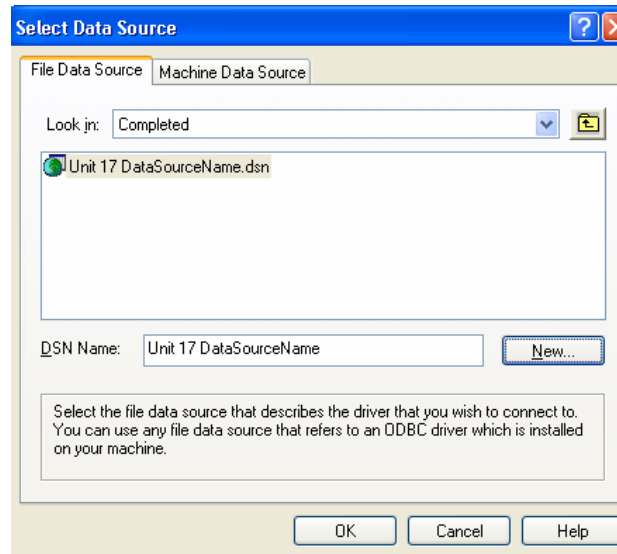 Select Data Source
File Data Source
Machine Data Source
Look in:
Completed
Unit 17 DataSourceName.dsn
DSN Name:
Unit 17 DataSourceName
New...
Select the file data source that describes the driver that you wish to connect to.
You can use any file data source that refers to an ODBC driver which is installed
on your machine.
OK
Cancel
Help